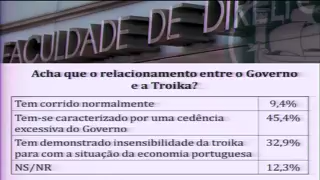 FACULDADE DE DIREITO
Acha que o relacionamento entre o Governo
e a Troika?
Tem corrido normalmente 9,4%
Tem-se caracterizado por uma cedência 45,4%
excessiva do Governo
Tem demonstrado insensibilidade da troika 32,9%
para com a situação da economia portuguesa
NS/NR 12,3%